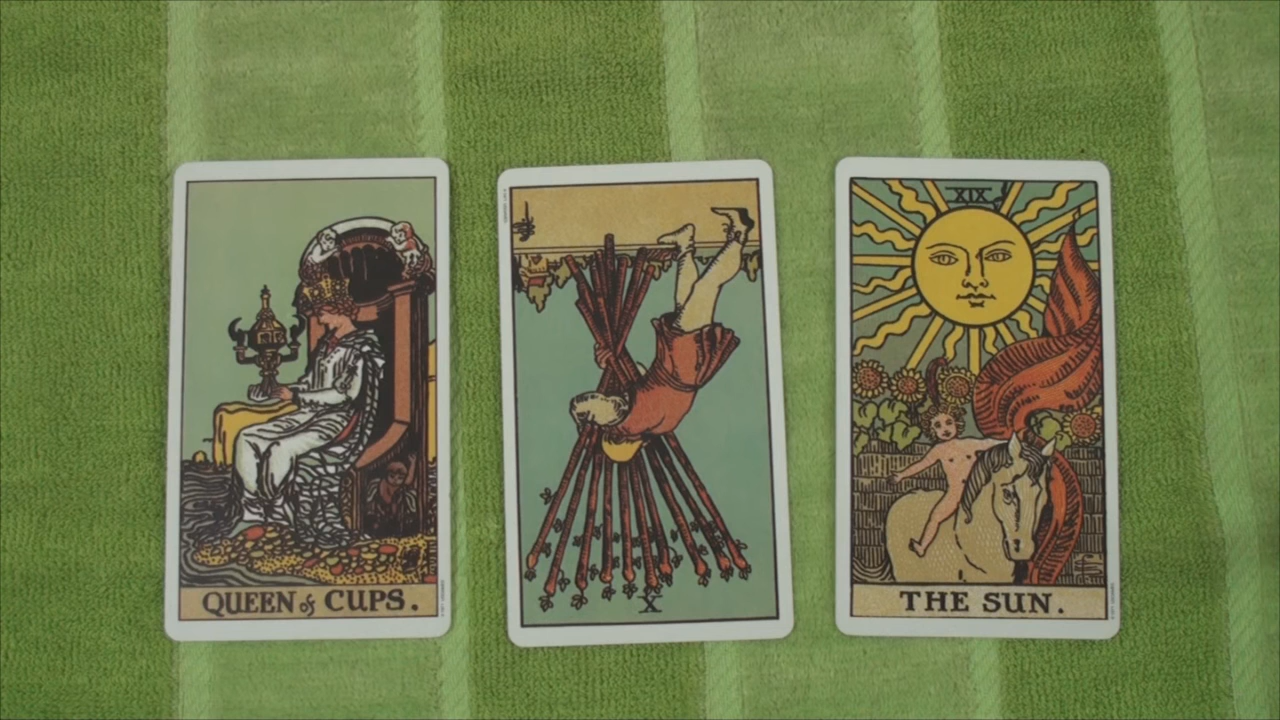 QUEEN of CUPS.
X
XIX
THE SUN.